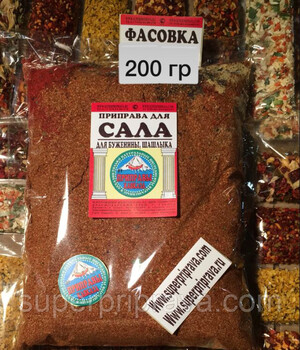 ФАСОВКА
200 гр
ПРИПРАВА ДЛЯ
САЛА
ДЛЯ БУЖЕНИНЫ, ШАШЛЫКА
www.superpriprava.com
www.superpriprava.ru
superpriprava.com